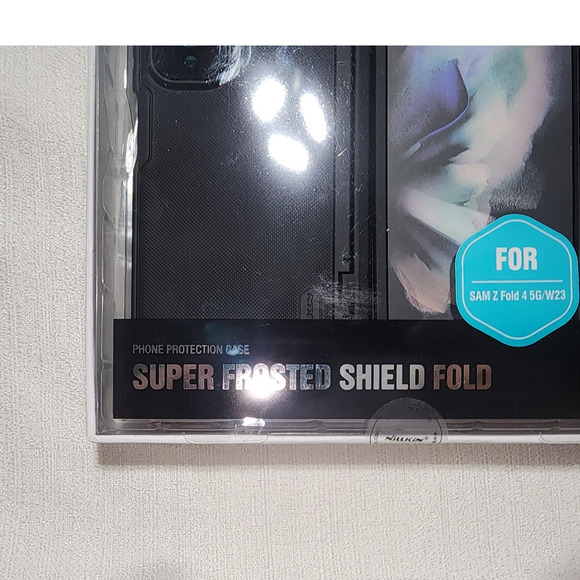 FOR
SAM Z Fold 4 5G/W23
PHONE PROTECTION CASE
SUPER FROSTED SHIELD FOLD
NILLKIN